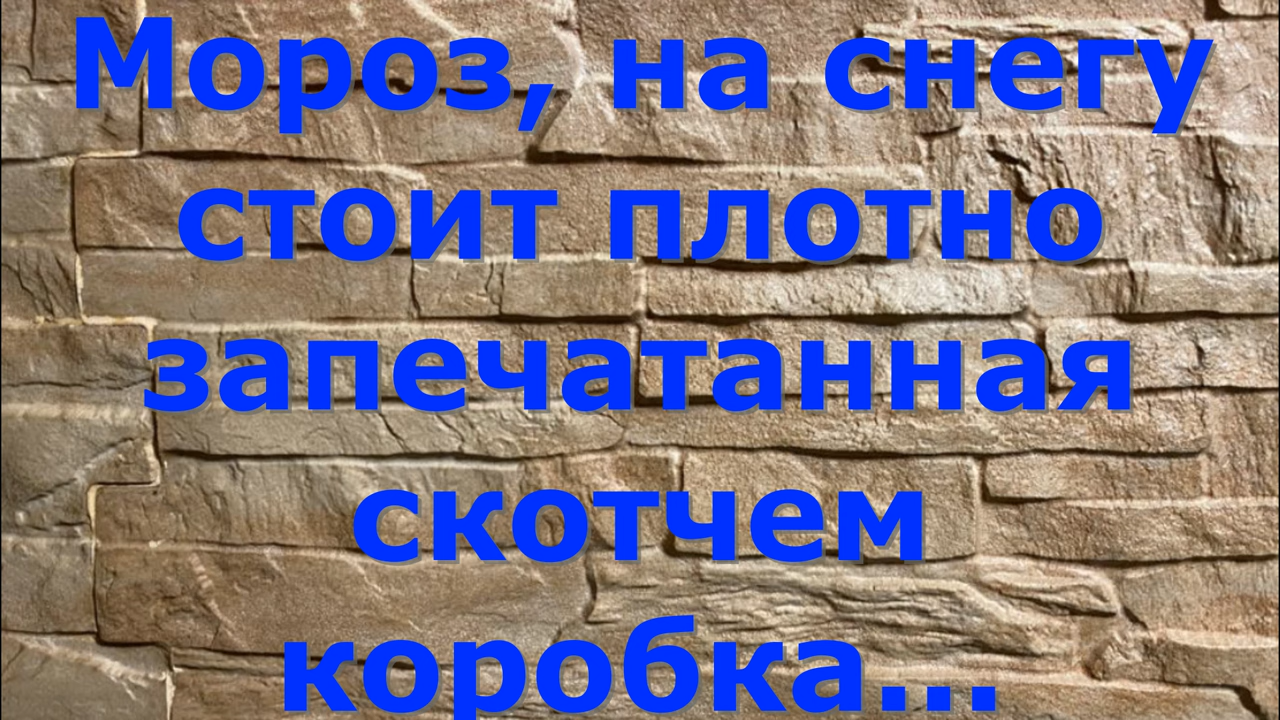 Мороз, на снегу
стоит плотно
запечатанная
скотчем
коробка...